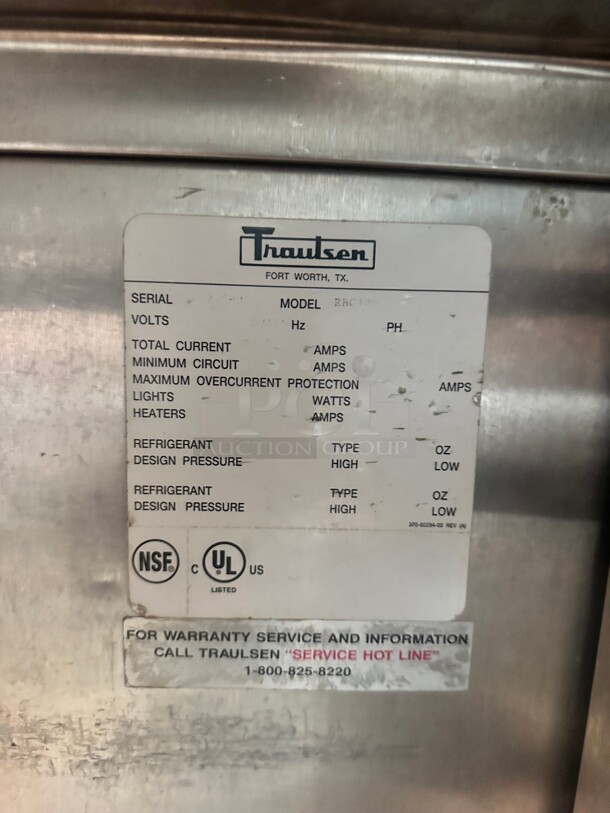 Traulsen
FORT WORTH, TX.
SERIAL MODEL
VOLTS Hz PH
TOTAL CURRENT AMPS
MINIMUM CIRCUIT AMPS
MAXIMUM OVERCURRENT PROTECTION AMPS
LIGHTS WATTS
HEATERS AMPS
REFRIGERANT TYPE OZ
DESIGN PRESSURE HIGH LOW
REFRIGERANT TYPE OZ
DESIGN PRESSURE HIGH LOW
NSF® C UL® US
LISTED
FOR WARRANTY SERVICE AND INFORMATION
CALL TRAULSEN "SERVICE HOT LINE"
1-800-825-8220
AUCTION GROUP